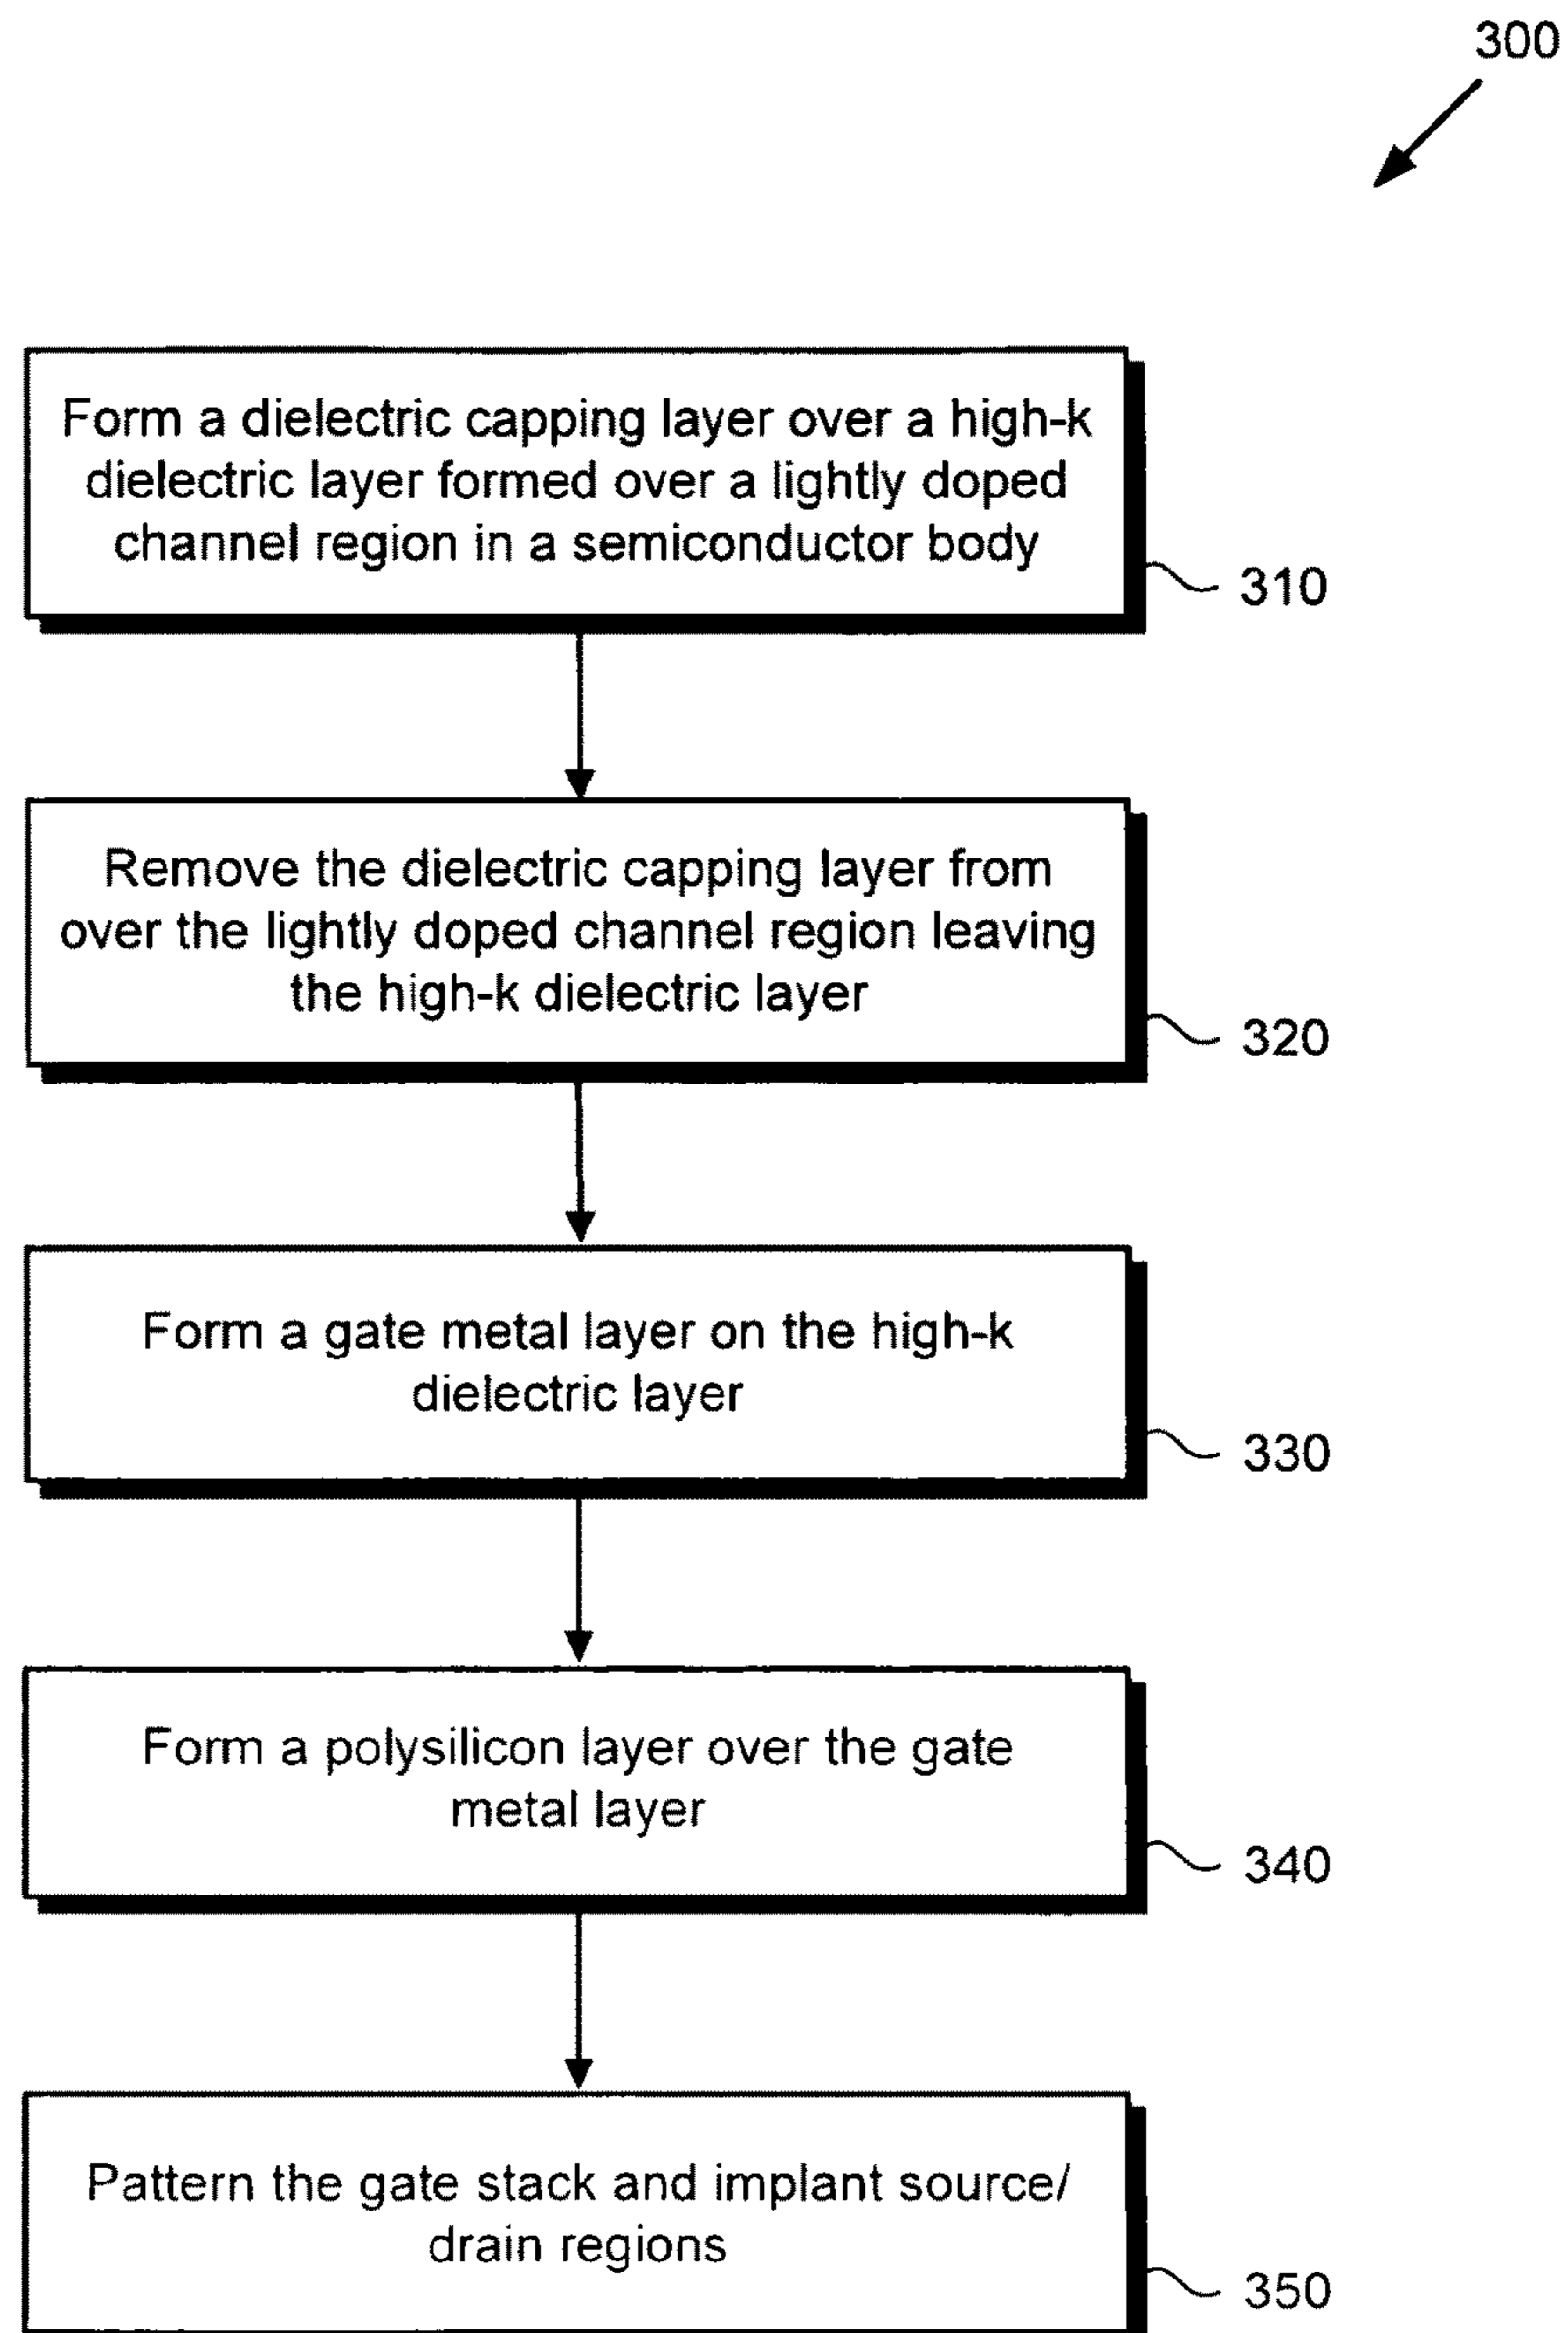 300
Form a dielectric capping layer over a high-k
dielectric layer formed over a lightly doped
channel region in a semiconductor body
310
Remove the dielectric capping layer from
over the lightly doped channel region leaving
the high-k dielectric layer
320
Form a gate metal layer on the high-k
dielectric layer
330
Form a polysilicon layer over the gate
metal layer
340
Pattern the gate stack and implant source/
drain regions
350